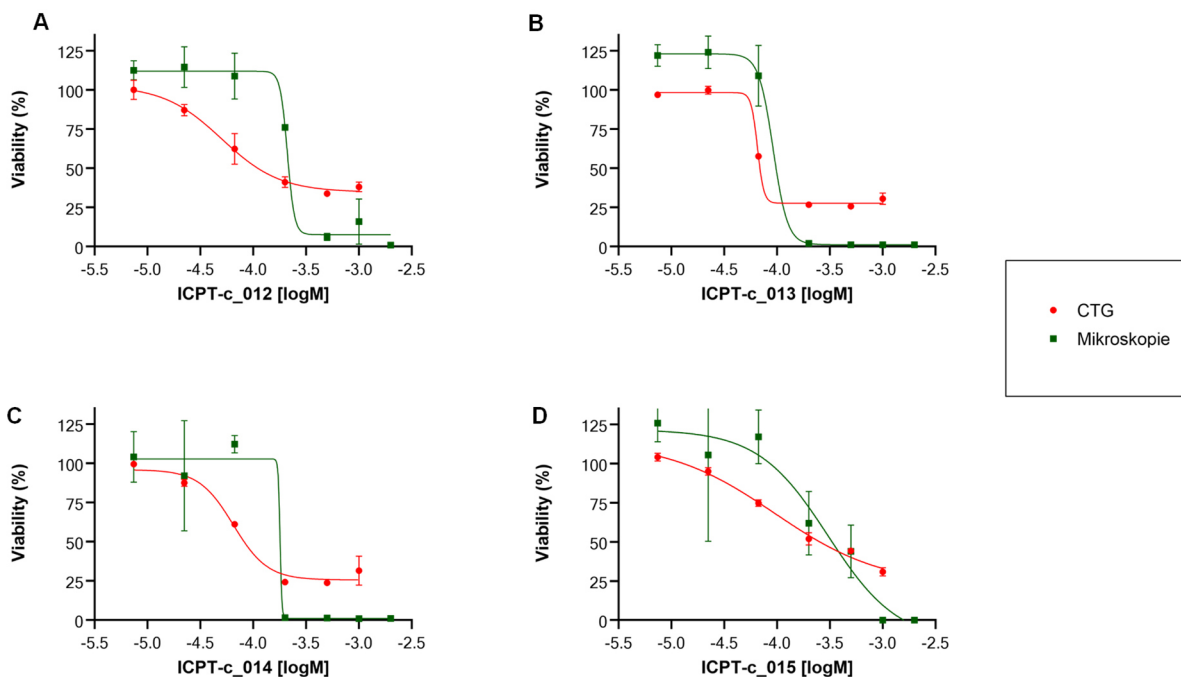 A
Viability (%)
125
100
75
50
25
0
-5.5 -5.0 -4.5 -4.0 -3.5 -3.0 -2.5
ICPT-c_012 [logM]
B
Viability (%)
125
100
75
50
25
0
-5.5 -5.0 -4.5 -4.0 -3.5 -3.0 -2.5
ICPT-c_013 [logM]
CTG
Mikroskopie
C
Viability (%)
125
100
75
50
25
0
-5.5 -5.0 -4.5 -4.0 -3.5 -3.0 -2.5
ICPT-c_014 [logM]
D
Viability (%)
125
100
75
50
25
0
-5.5 -5.0 -4.5 -4.0 -3.5 -3.0 -2.5
ICPT-c_015 [logM]